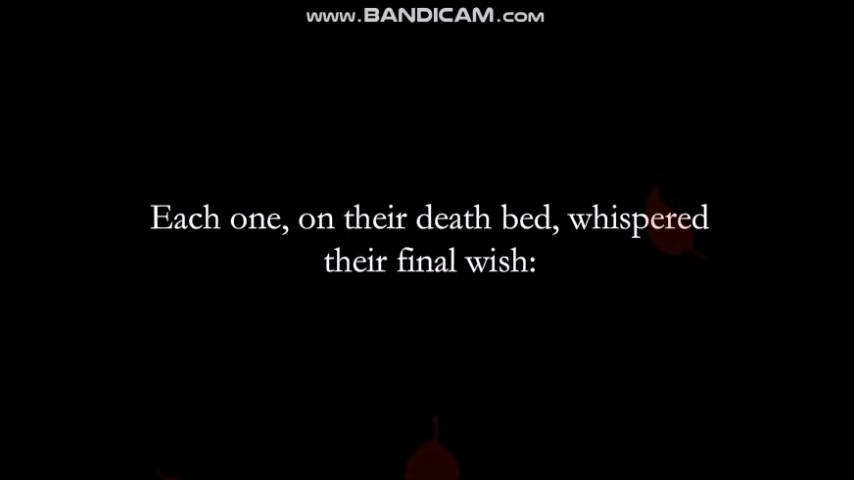 www.BANDICAM.com
Each one, on their death bed, whispered
their final wish: